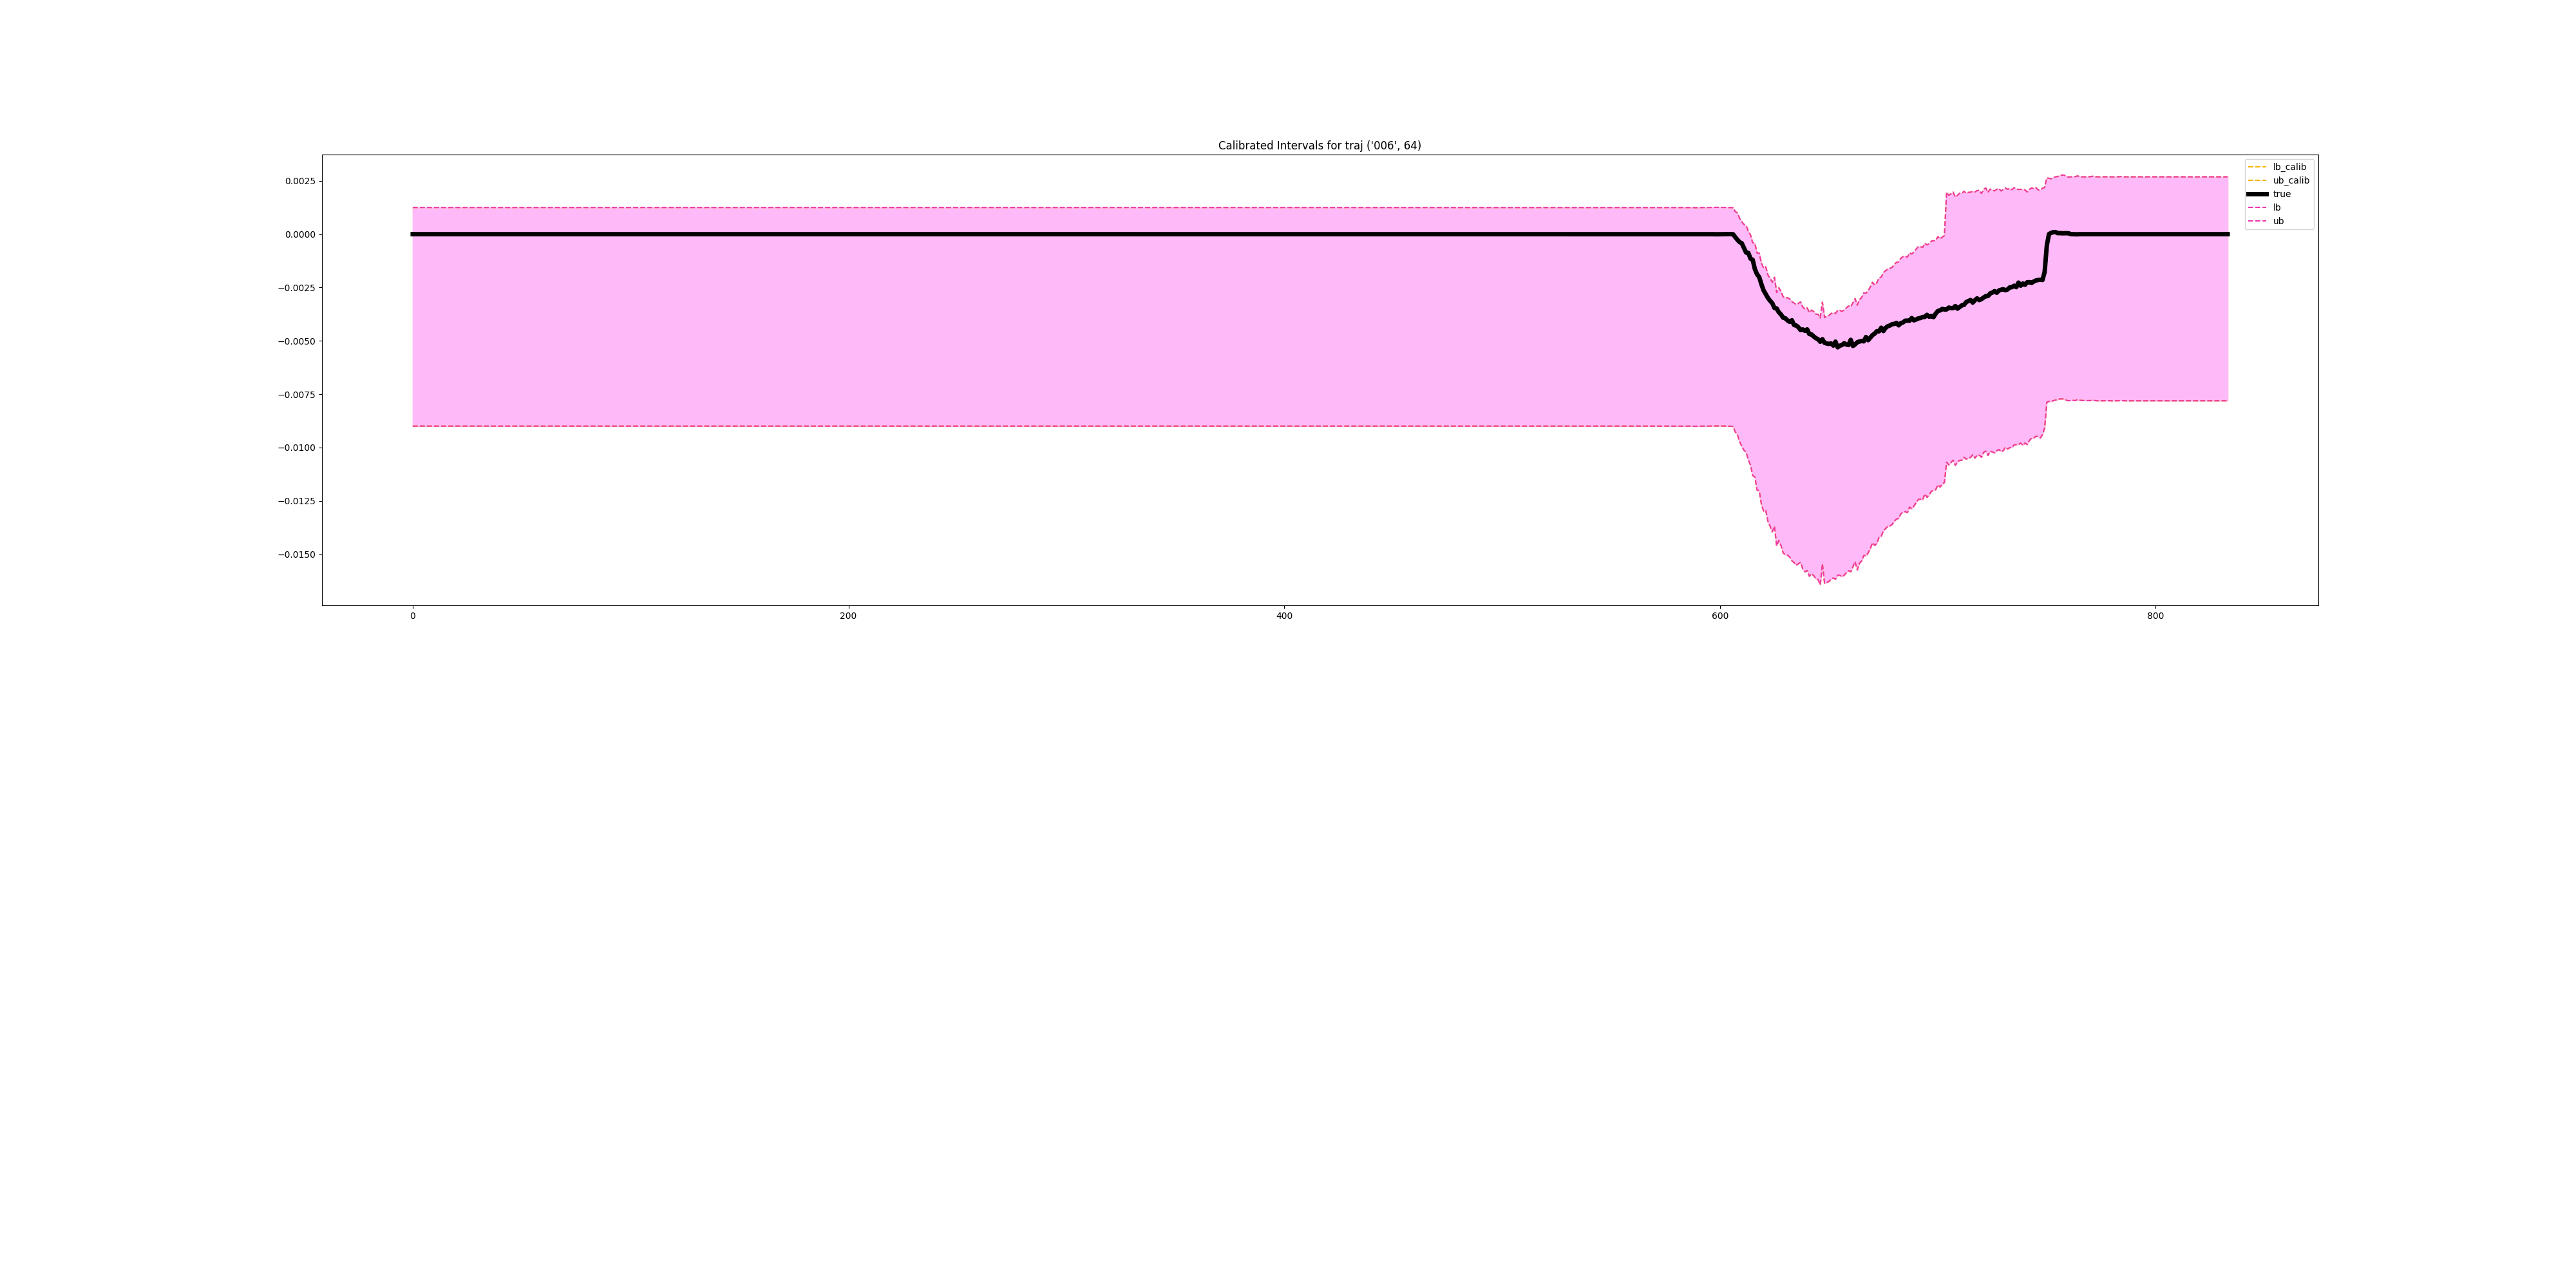 Calibrated Intervals for traj ('006', 64)
0.0025
0.0000
−0.0025
−0.0050
−0.0075
−0.0100
−0.0125
−0.0150
0
200
400
600
800
lb_calib
ub_calib
true
lb
ub